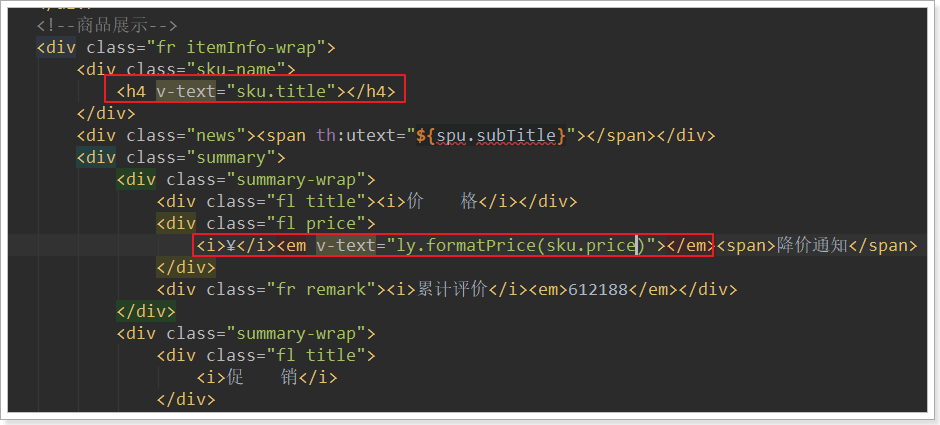 <!--商品展示-->
<div class="fr itemInfo-wrap">
<div class="sku-name">
<h4 v-text="sku.title"></h4>
</div>
<div class="news"><span th:utext="${spu.subTitle}"></span></div>
<div class="summary">
<div class="summary-wrap">
<div class="fl title"><i>价　　格</i></div>
<div class="fl price">
<i>¥</i><em v-text="ly.formatPrice(sku.price)"></em><span>降价通知</span>
</div>
<div class="fr remark"><i>累计评价</i><em>612188</em></div>
</div>
<div class="summary-wrap">
<div class="fl title">
<i>促　　销</i>
</div>